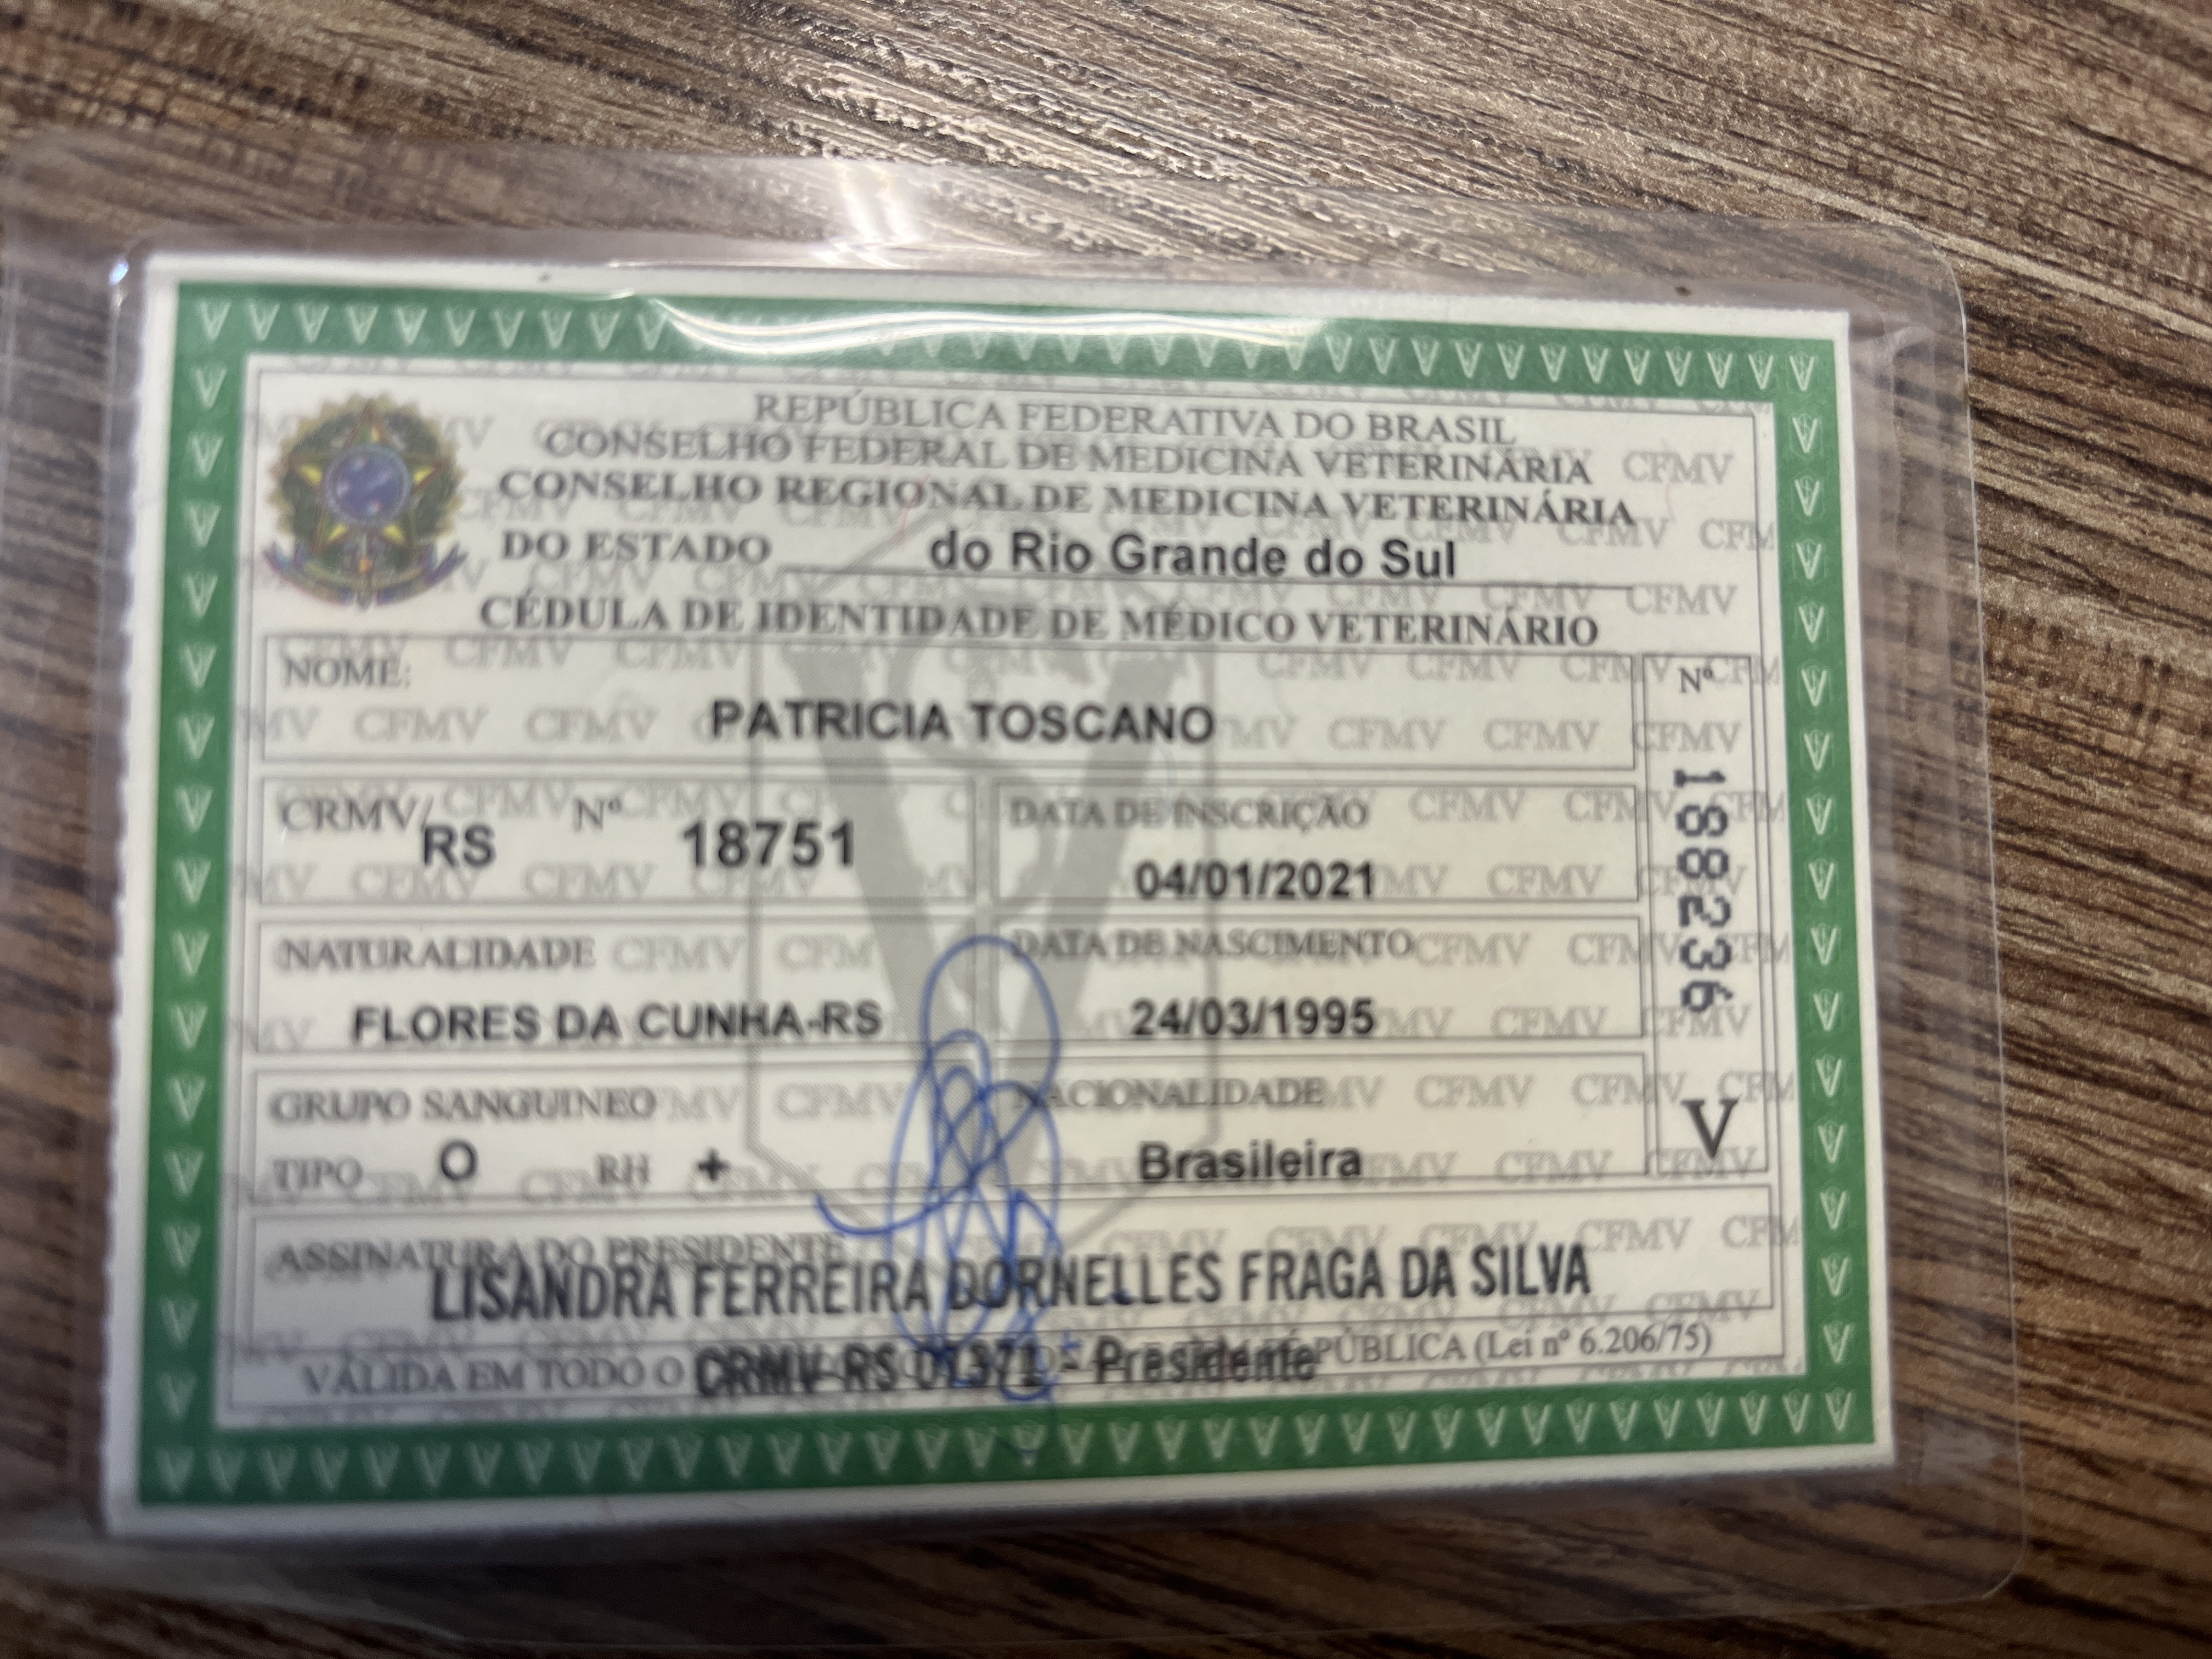 REPÚBLICA FEDERATIVA DO BRASIL
CONSELHO FEDERAL DE MEDICINA VETERINÁRIA
CONSELHO REGIONAL DE MEDICINA VETERINÁRIA
DO ESTADO do Rio Grande do Sul
CÉDULA DE IDENTIDADE DE MÉDICO VETERINÁRIO
NOME:
PATRICIA TOSCANO
Nº 188236 V
CRMV/RS Nº 18751
DATA DE INSCRIÇÃO
04/01/2021
NATURALIDADE
FLORES DA CUNHA-RS
DATA DE NASCIMENTO
24/03/1995
GRUPO SANGUINEO
TIPO O RH +
NACIONALIDADE
Brasileira
ASSINATURA DO PRESIDENTE
LISANDRA FERREIRA DORNELLES FRAGA DA SILVA
CRMV-RS 01371 - Presidente
VÁLIDA EM TODO O PÚBLICA (Lei nº 6.206/75)